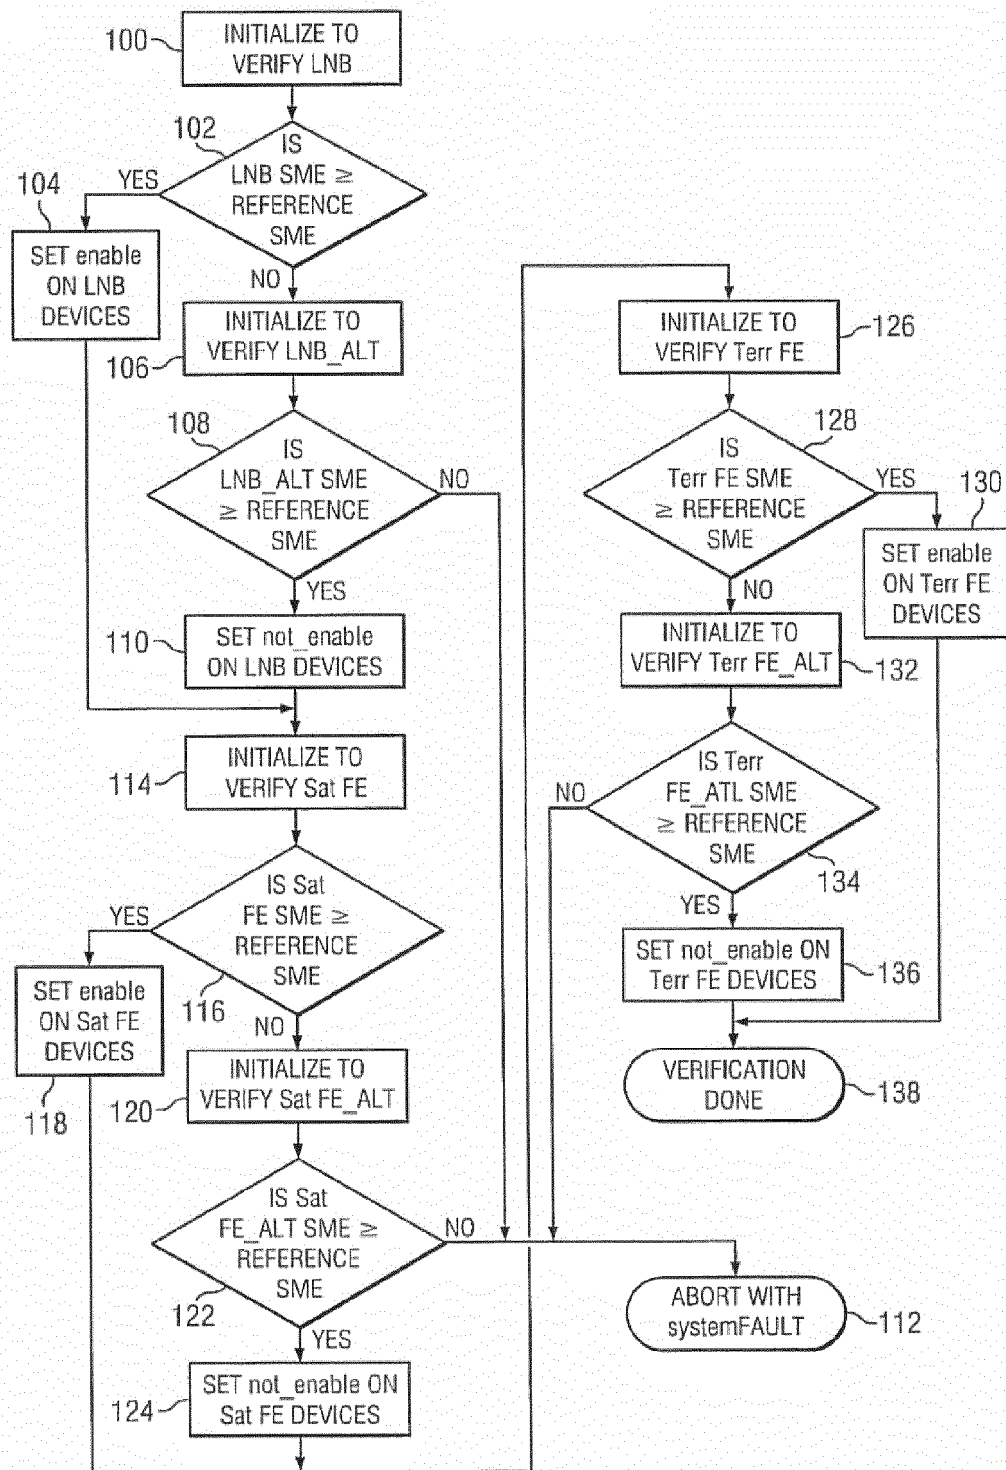 100
INITIALIZE TO
VERIFY LNB
102
IS
LNB SME ≥
REFERENCE
SME
YES
NO
104
SET enable
ON LNB
DEVICES
INITIALIZE TO
VERIFY LNB_ALT
106
108
IS
LNB_ALT SME
≥ REFERENCE
SME
NO
YES
110
SET not_enable
ON LNB DEVICES
114
INITIALIZE TO
VERIFY Sat FE
IS Sat
FE SME ≥
REFERENCE
SME
116
YES
NO
SET enable
ON Sat FE
DEVICES
118
INITIALIZE TO
VERIFY Sat FE_ALT
120
IS Sat
FE_ALT SME ≥
REFERENCE
SME
122
NO
YES
124
SET not_enable ON
Sat FE DEVICES
INITIALIZE TO
VERIFY Terr FE
126
IS
Terr FE SME
≥ REFERENCE
SME
128
YES
NO
130
SET enable
ON Terr FE
DEVICES
INITIALIZE TO
VERIFY Terr FE_ALT
132
IS Terr
FE_ATL SME
≥ REFERENCE
SME
134
NO
YES
SET not_enable ON
Terr FE DEVICES
136
VERIFICATION
DONE
138
ABORT WITH
systemFAULT
112